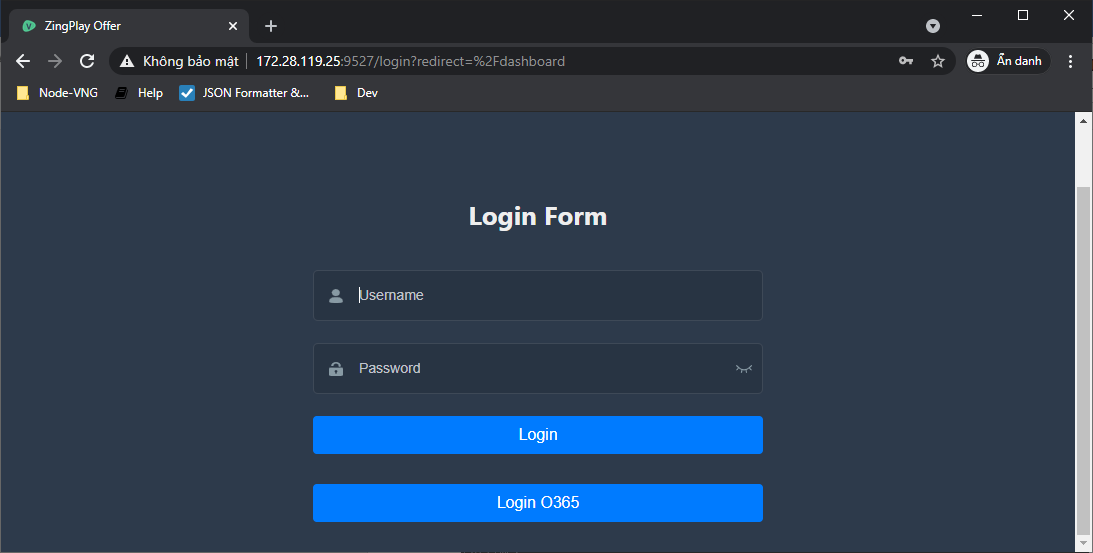 ZingPlay Offer
Không bảo mật 172.28.119.25:9527/login?redirect=%2Fdashboard Ẩn danh
Node-VNG Help JSON Formatter &... Dev
Login Form
Username
Password
Login
Login O365